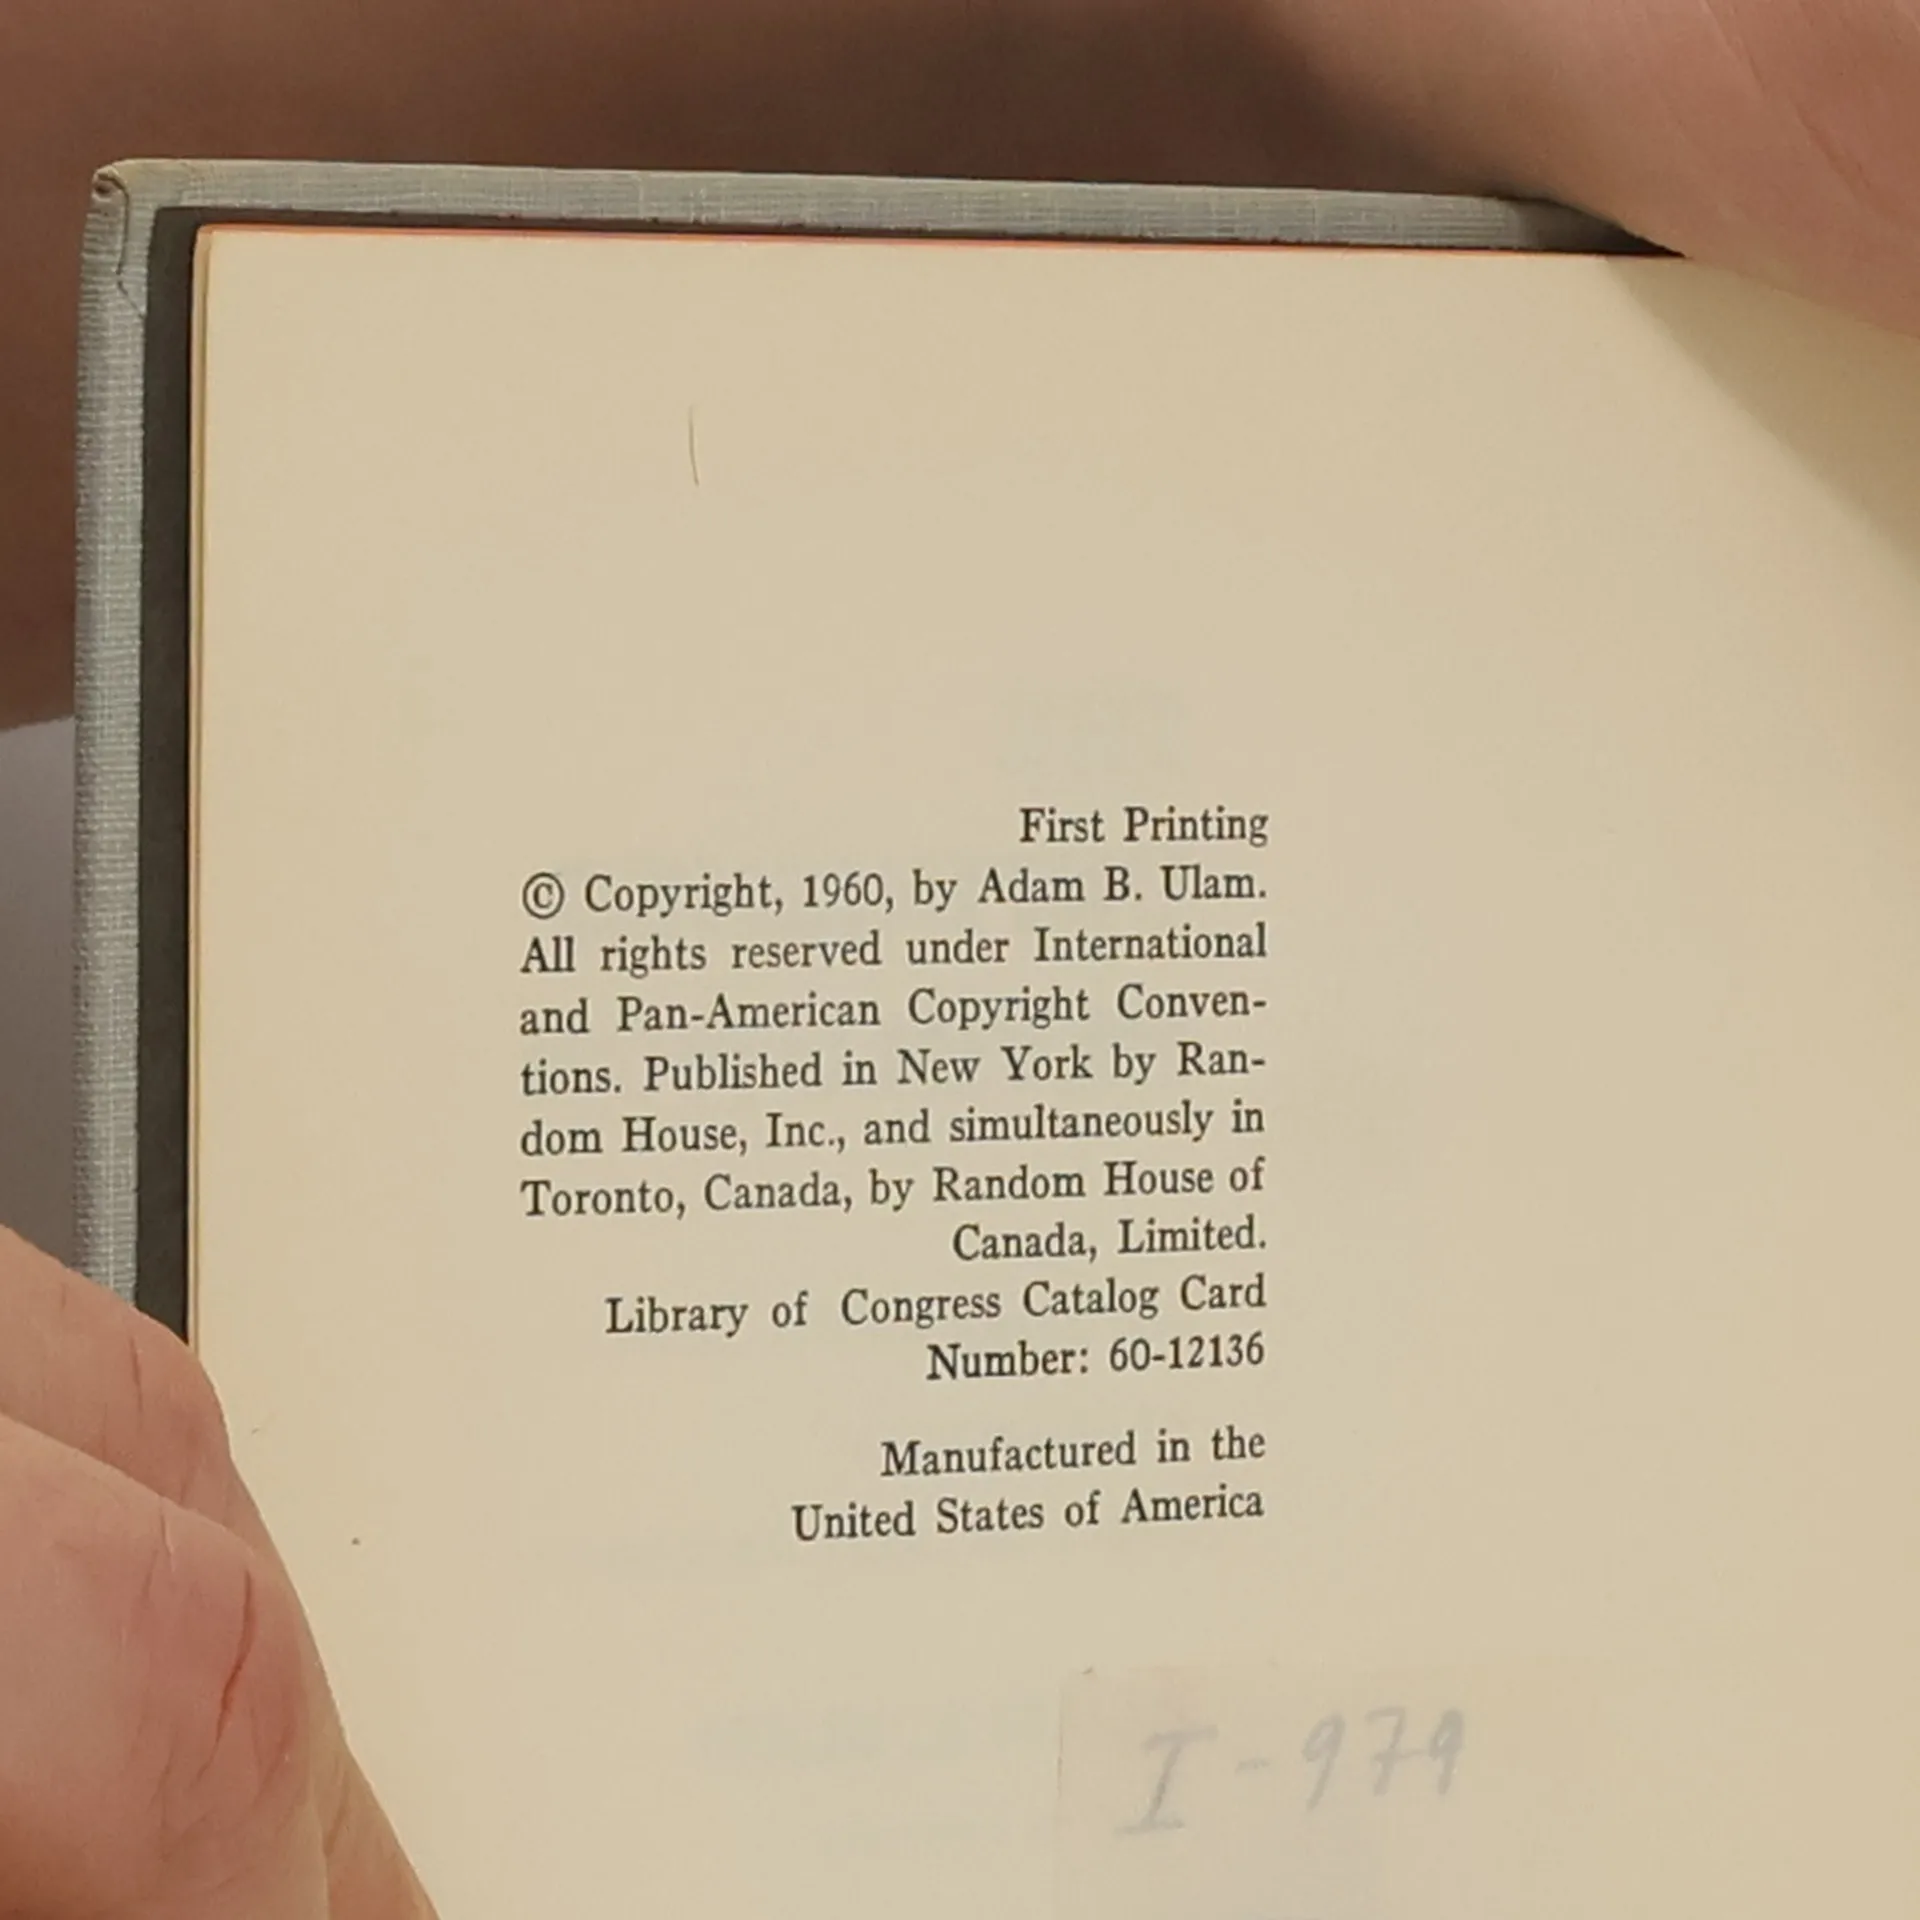 First Printing
© Copyright, 1960, by Adam B. Ulam.
All rights reserved under International
and Pan-American Copyright Conven-
tions. Published in New York by Ran-
dom House, Inc., and simultaneously in
Toronto, Canada, by Random House of
Canada, Limited.
Library of Congress Catalog Card
Number: 60-12136
Manufactured in the
United States of America
I-979